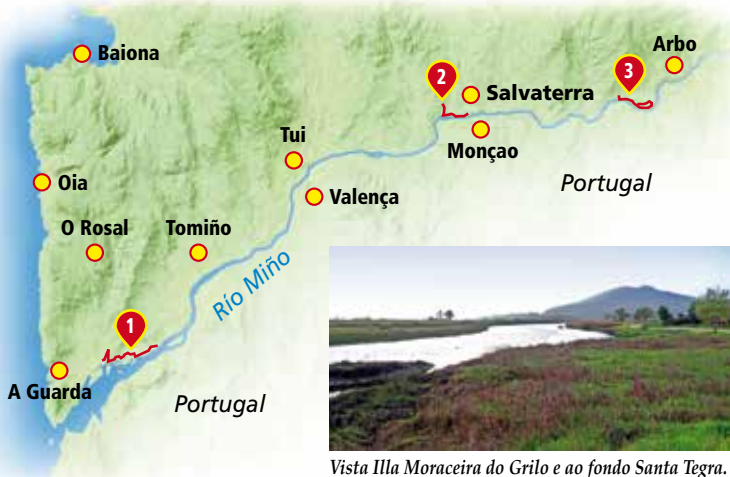 Baiona
Arbo
3
2
Salvaterra
Tui
Monçao
Portugal
Oia
Valença
O Rosal
Tomiño
Río Miño
1
A Guarda
Portugal
Vista Illa Moraceira do Grilo e ao fondo Santa Tegra.